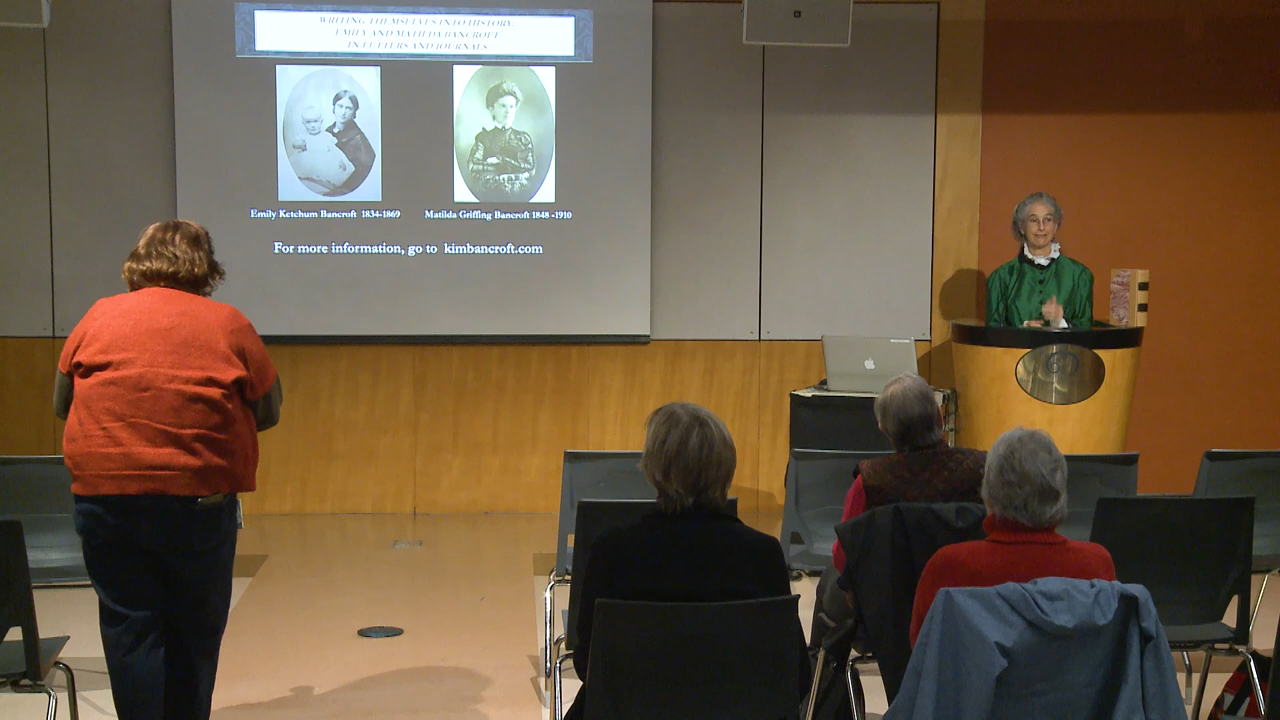 WRITING THEMSELVES INTO HISTORY:
EMILY AND MATILDA BANCROFT
IN LETTERS AND JOURNALS
Emily Ketchum Bancroft 1834-1869
Matilda Griffing Bancroft 1848 -1910
For more information, go to kimbancroft.com